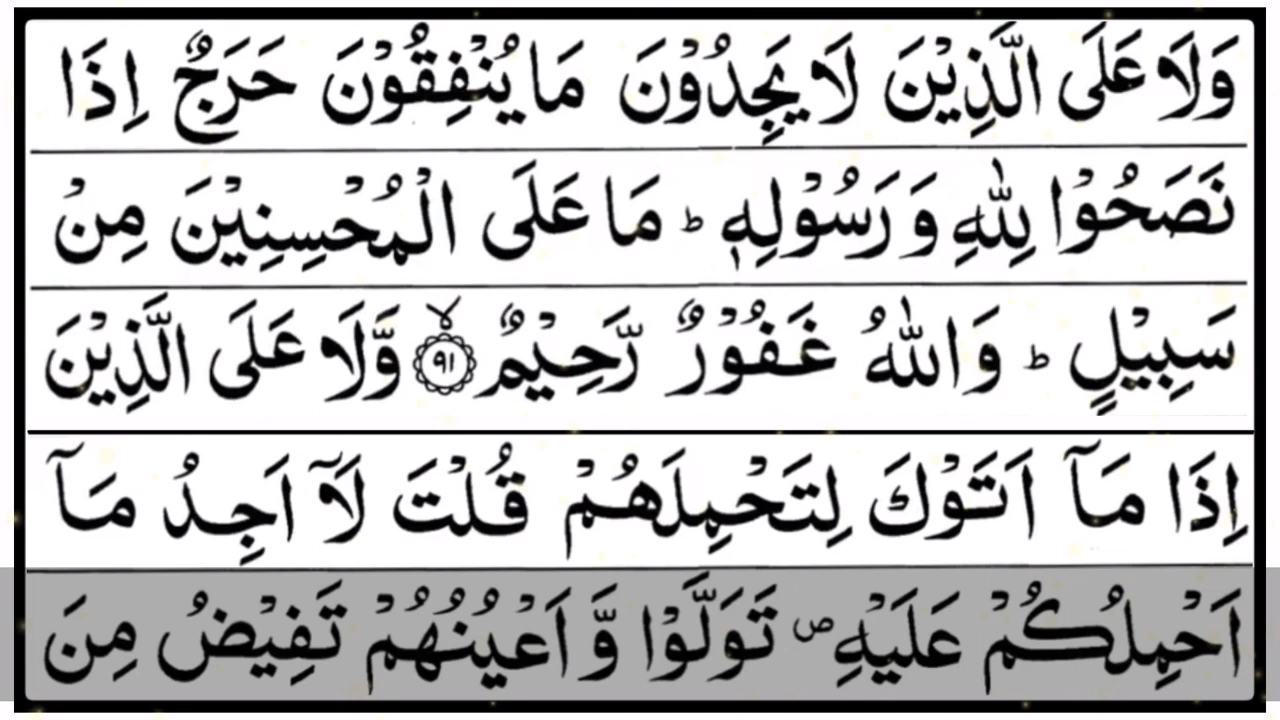 وَلَا عَلَى الَّذِيْنَ لَا يَجِدُوْنَ مَا يُنْفِقُوْنَ حَرَجٌ اِذَا
نَصَحُوْا لِلّٰهِ وَ رَسُوْلِهٖ ؕ مَا عَلَى الْمُحْسِنِيْنَ مِنْ
سَبِيْلٍ ؕ وَ اللّٰهُ غَفُوْرٌ رَّحِيْمٌ ۙ﴿۹۱﴾ وَّلَا عَلَى الَّذِيْنَ
اِذَا مَاۤ اَتَوْكَ لِتَحْمِلَهُمْ قُلْتَ لَاۤ اَجِدُ مَاۤ
اَحْمِلُكُمْ عَلَيْهِ ۪ تَوَلَّوْا وَّ اَعْيُنُهُمْ تَفِيْضُ مِنَ